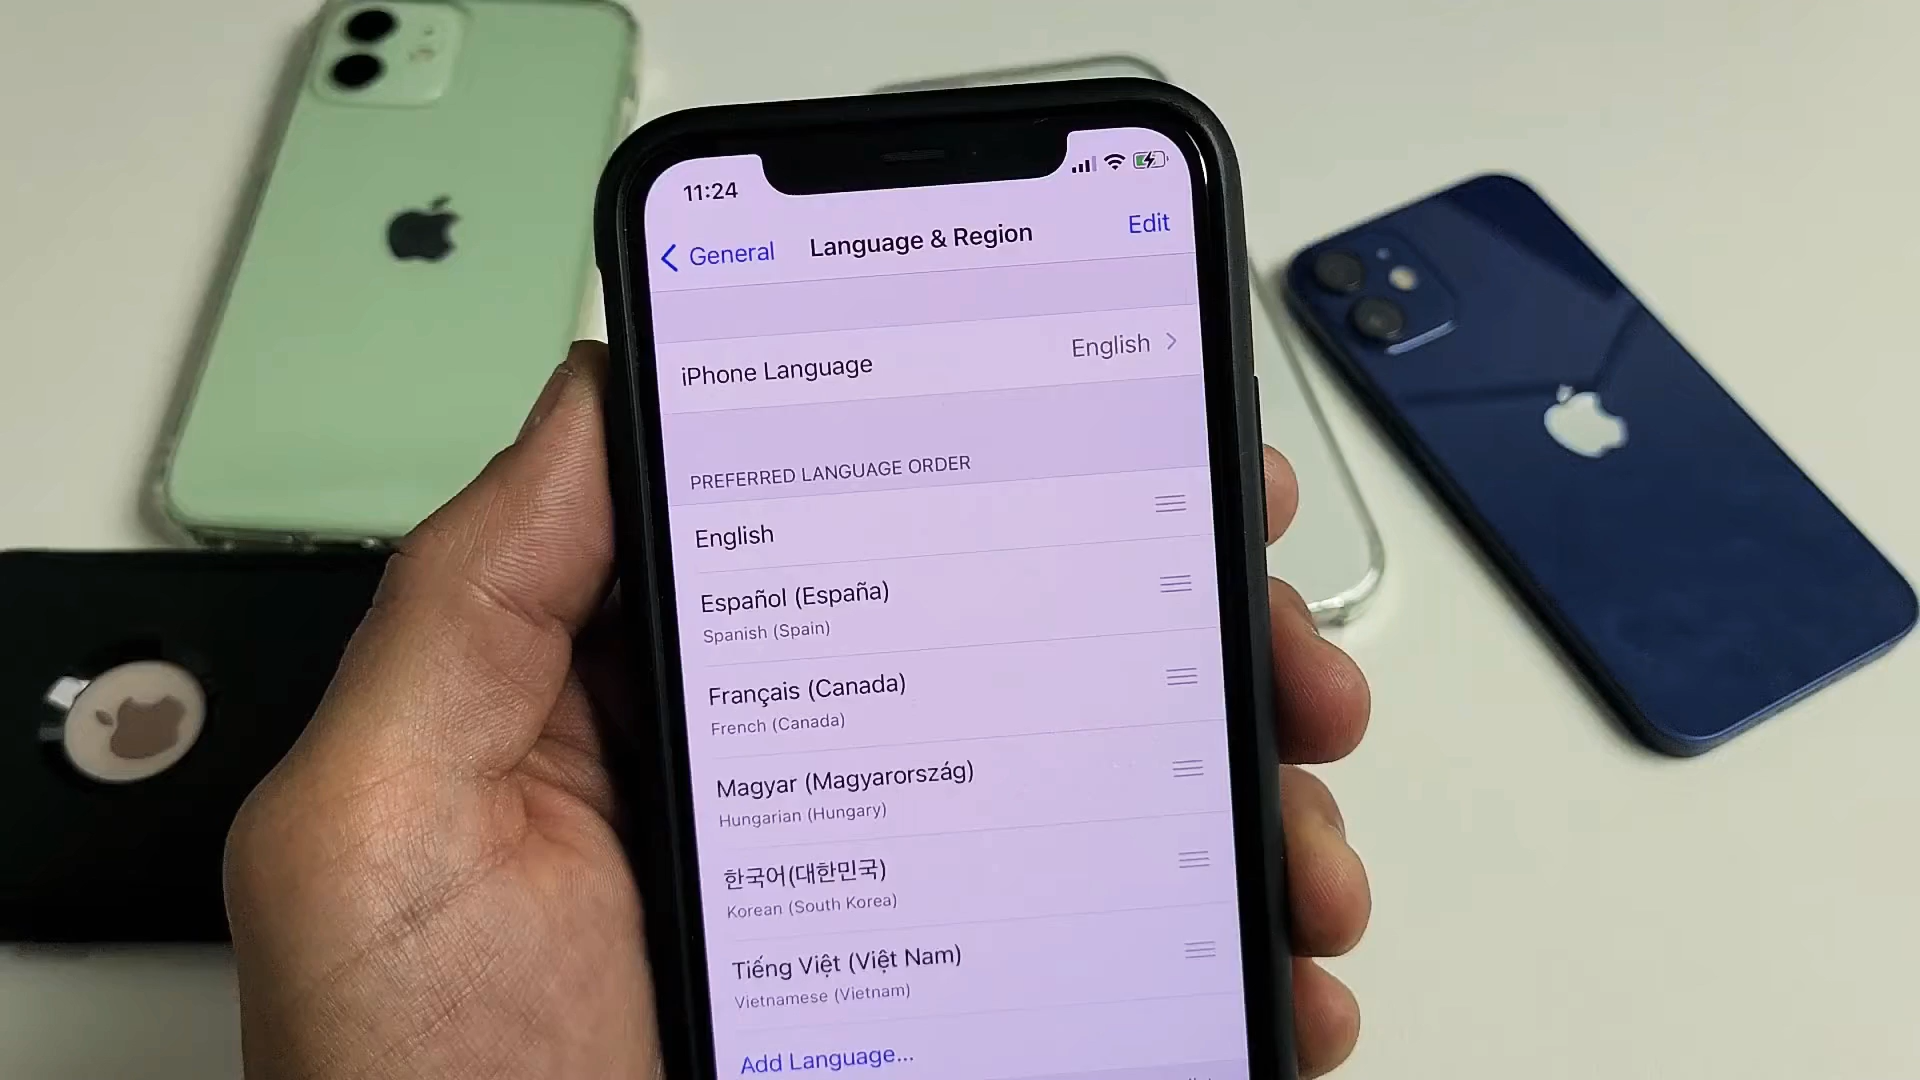 11:24
General
Language & Region
Edit
iPhone Language
English
PREFERRED LANGUAGE ORDER
English
Español (España)
Spanish (Spain)
Français (Canada)
French (Canada)
Magyar (Magyarország)
Hungarian (Hungary)
한국어(대한민국)
Korean (South Korea)
Tiếng Việt (Việt Nam)
Vietnamese (Vietnam)
Add Language...